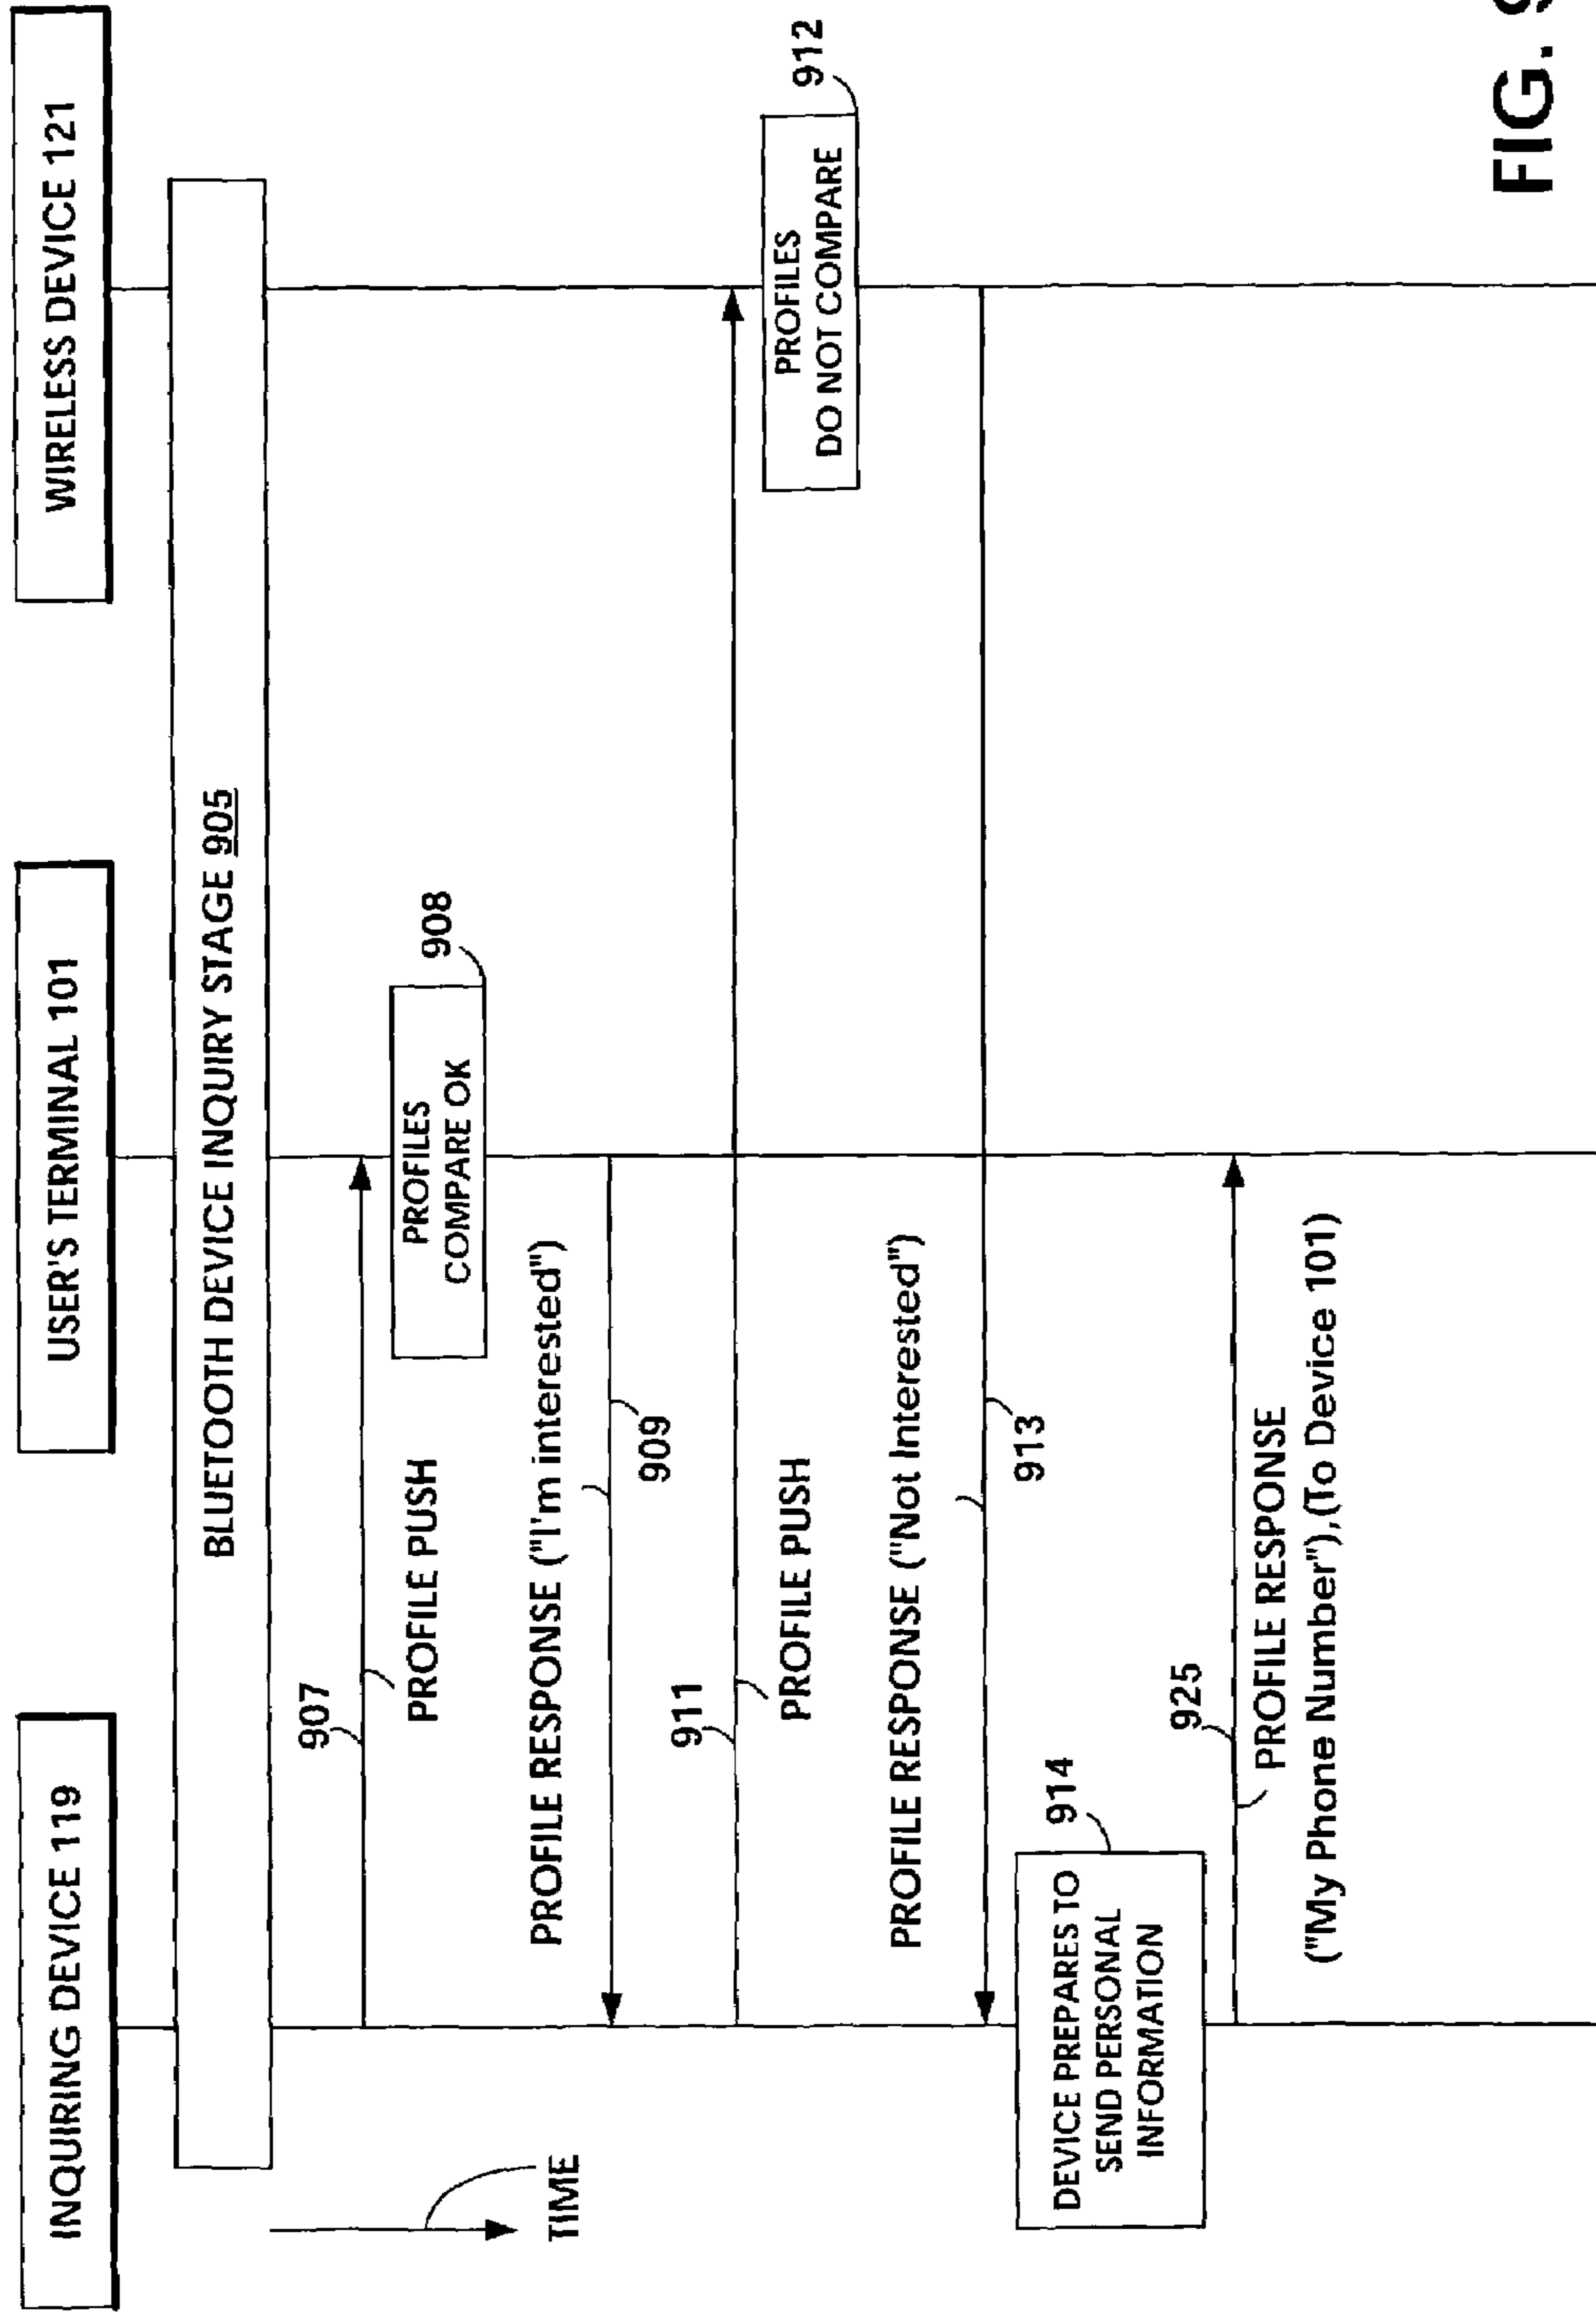 INQUIRING DEVICE 119
USER'S TERMINAL 101
WIRELESS DEVICE 121
BLUETOOTH DEVICE INQUIRY STAGE 905
TIME
907
PROFILE PUSH
PROFILES
COMPARE OK
908
PROFILE RESPONSE ("I'm interested")
909
911
PROFILE PUSH
PROFILES
DO NOT COMPARE
912
PROFILE RESPONSE ("Not Interested")
913
DEVICE PREPARES TO
SEND PERSONAL
INFORMATION
914
925
PROFILE RESPONSE
("My Phone Number"),(To Device 101)
FIG.